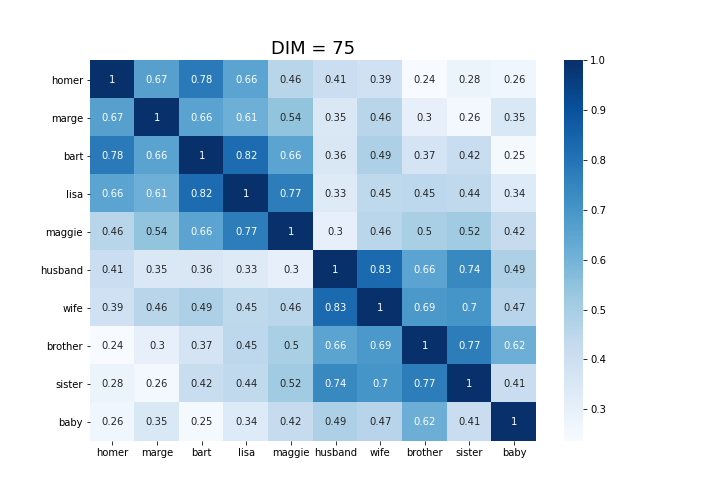 DIM = 75
homer 1 0.67 0.78 0.66 0.46 0.41 0.39 0.24 0.28 0.26
marge 0.67 1 0.66 0.61 0.54 0.35 0.46 0.3 0.26 0.35
bart 0.78 0.66 1 0.82 0.66 0.36 0.49 0.37 0.42 0.25
lisa 0.66 0.61 0.82 1 0.77 0.33 0.45 0.45 0.44 0.34
maggie 0.46 0.54 0.66 0.77 1 0.3 0.46 0.5 0.52 0.42
husband 0.41 0.35 0.36 0.33 0.3 1 0.83 0.66 0.74 0.49
wife 0.39 0.46 0.49 0.45 0.46 0.83 1 0.69 0.7 0.47
brother 0.24 0.3 0.37 0.45 0.5 0.66 0.69 1 0.77 0.62
sister 0.28 0.26 0.42 0.44 0.52 0.74 0.7 0.77 1 0.41
baby 0.26 0.35 0.25 0.34 0.42 0.49 0.47 0.62 0.41 1
homer marge bart lisa maggie husband wife brother sister baby
1.0
0.9
0.8
0.7
0.6
0.5
0.4
0.3